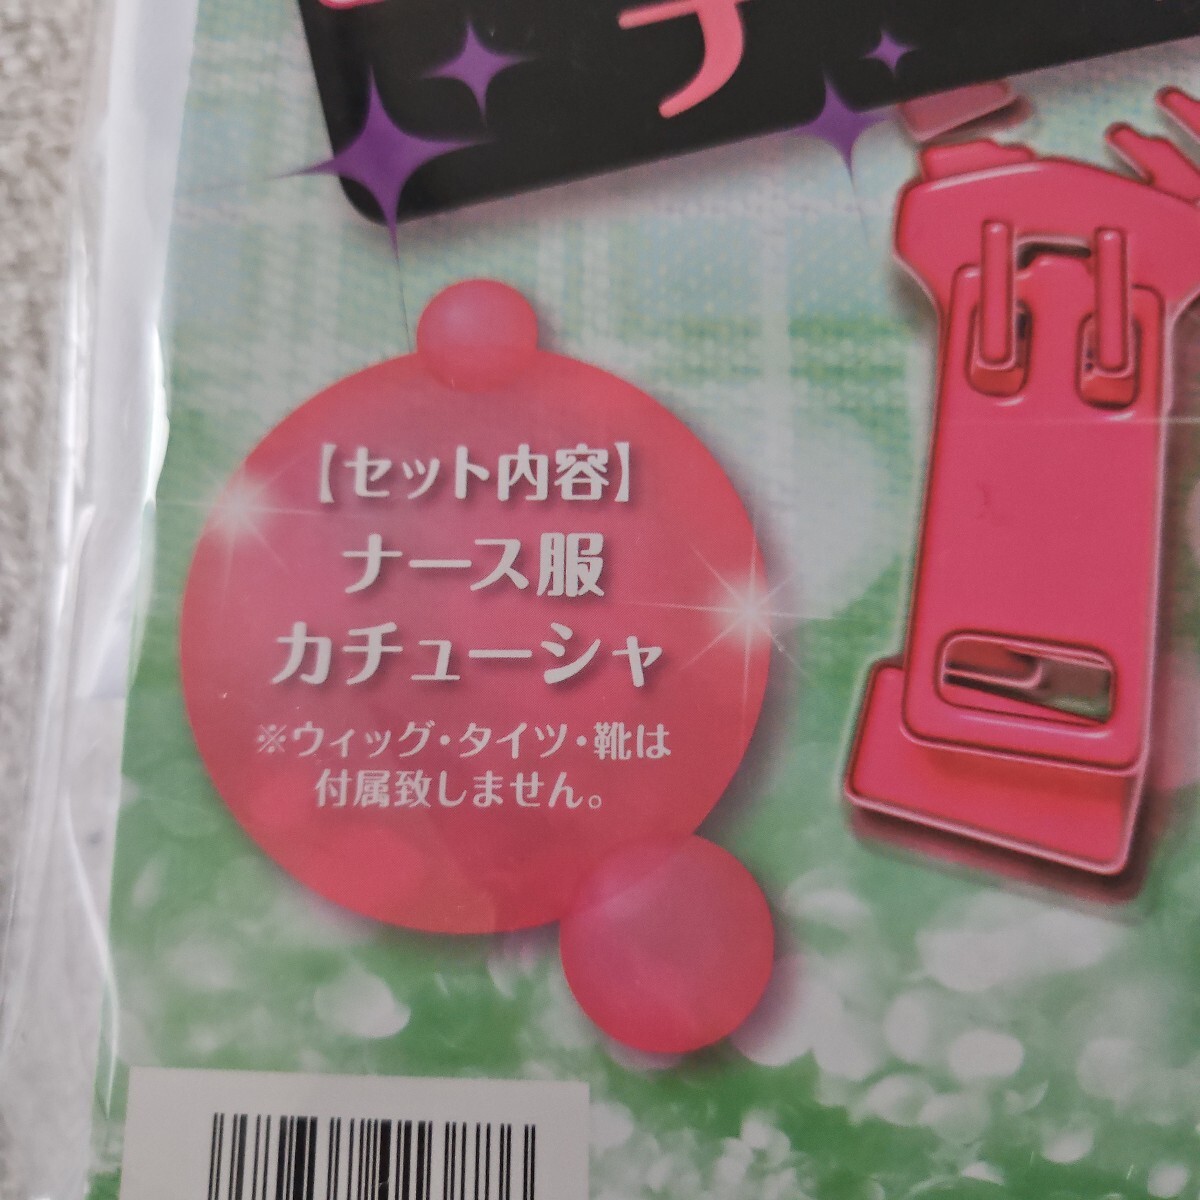 【セット内容】
ナース服
カチューシャ
※ウィッグ・タイツ・靴は
付属致しません。